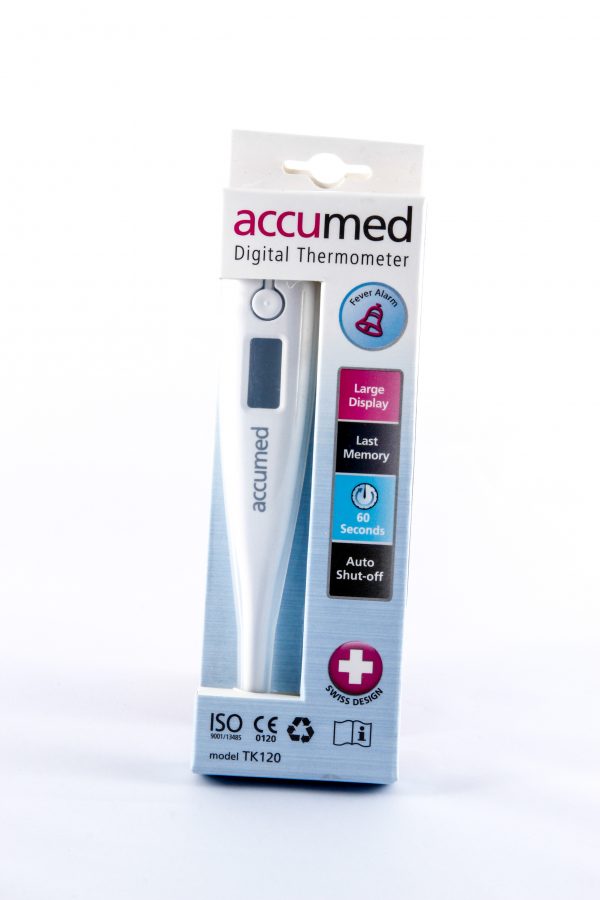 accumed
Digital Thermometer
Fever Alarm
Large
Display
Last
Memory
60
Seconds
Auto
Shut-off
accumed
SWISS DESIGN
ISO
9001/13485
CE
0120
i
model TK120